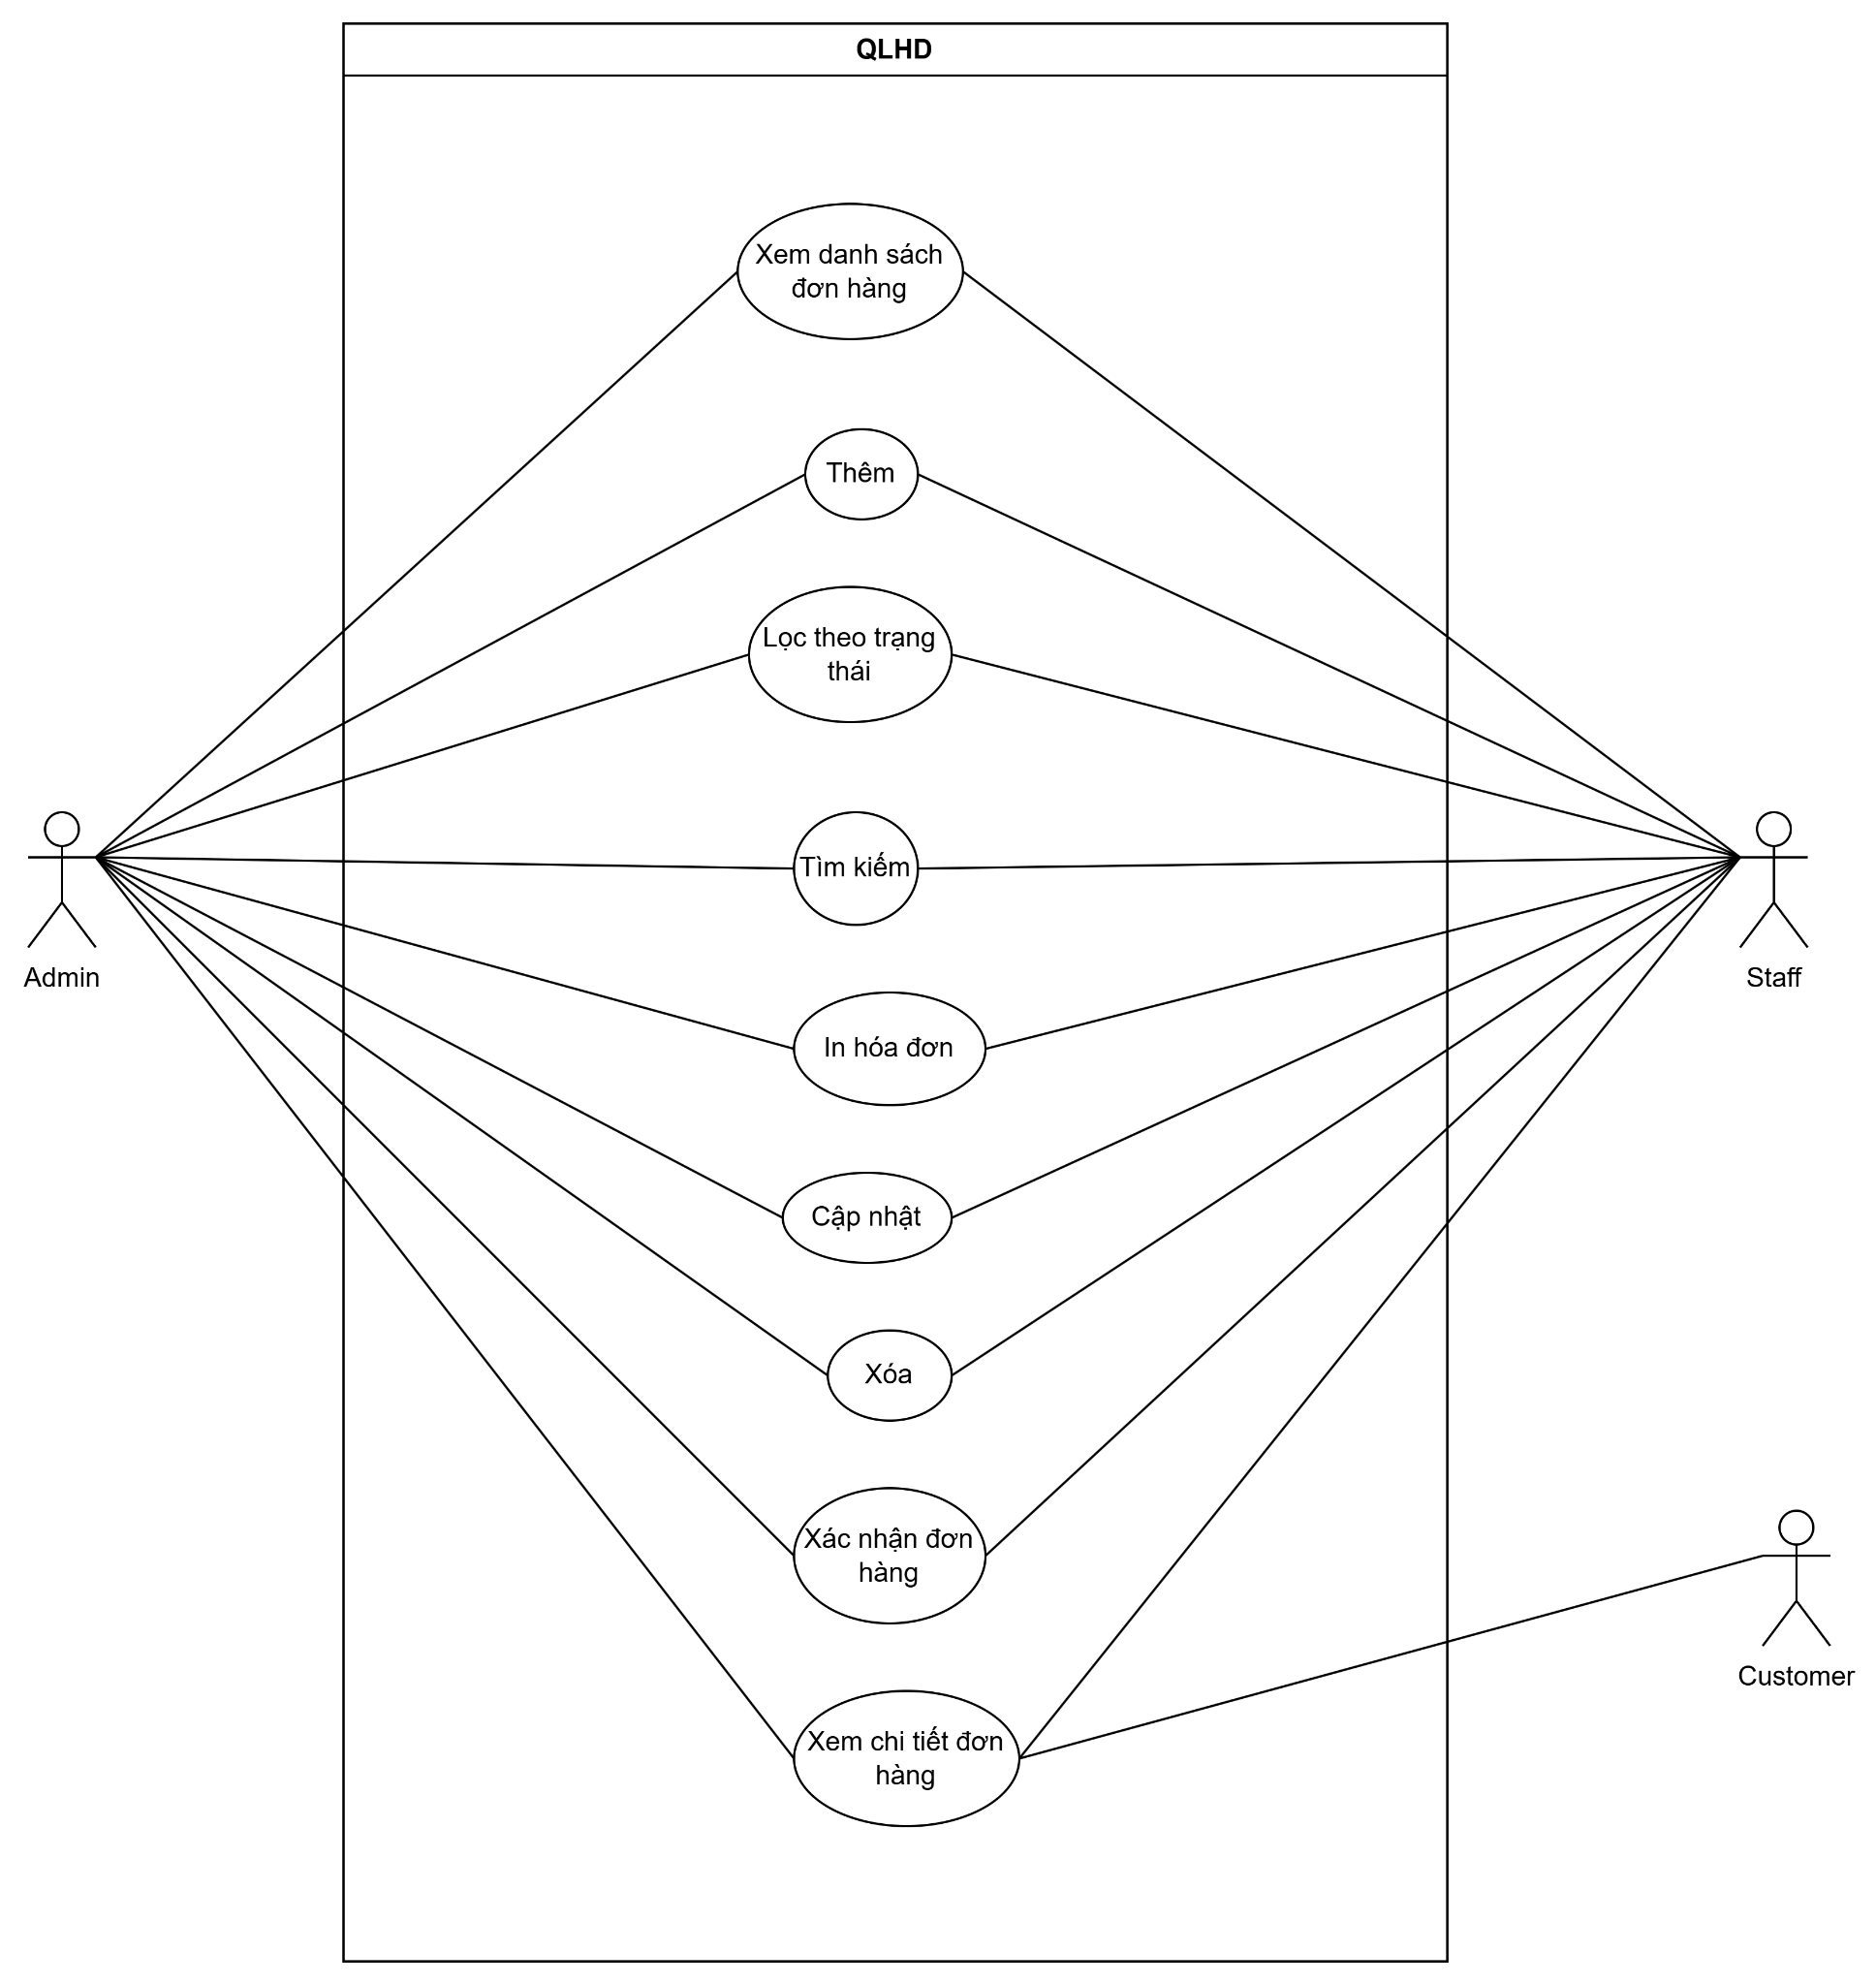 QLHD
Xem danh sách
đơn hàng
Thêm
Lọc theo trạng
thái
Tìm kiếm
Admin
Staff
In hóa đơn
Cập nhật
Xóa
Xác nhận đơn
hàng
Customer
Xem chi tiết đơn
hàng